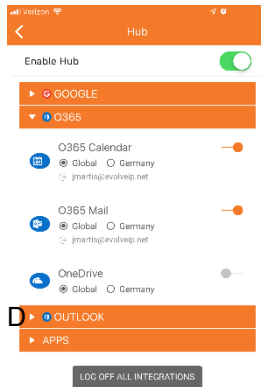 Verizon
Hub
Enable Hub
GOOGLE
O365
O365 Calendar
Global Germany
jmartis@evolveip.net
O365 Mail
Global Germany
jmartis@evolveip.net
OneDrive
Global Germany
D
OUTLOOK
APPS
LOG OFF ALL INTEGRATIONS